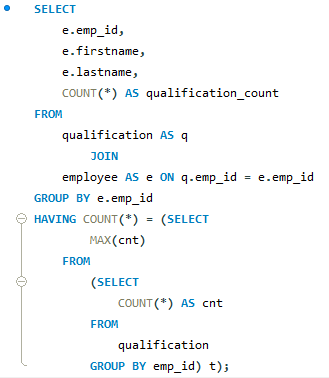 SELECT
e.emp_id,
e.firstname,
e.lastname,
COUNT(*) AS qualification_count
FROM
qualification AS q
JOIN
employee AS e ON q.emp_id = e.emp_id
GROUP BY e.emp_id
HAVING COUNT(*) = (SELECT
MAX(cnt)
FROM
(SELECT
COUNT(*) AS cnt
FROM
qualification
GROUP BY emp_id) t);